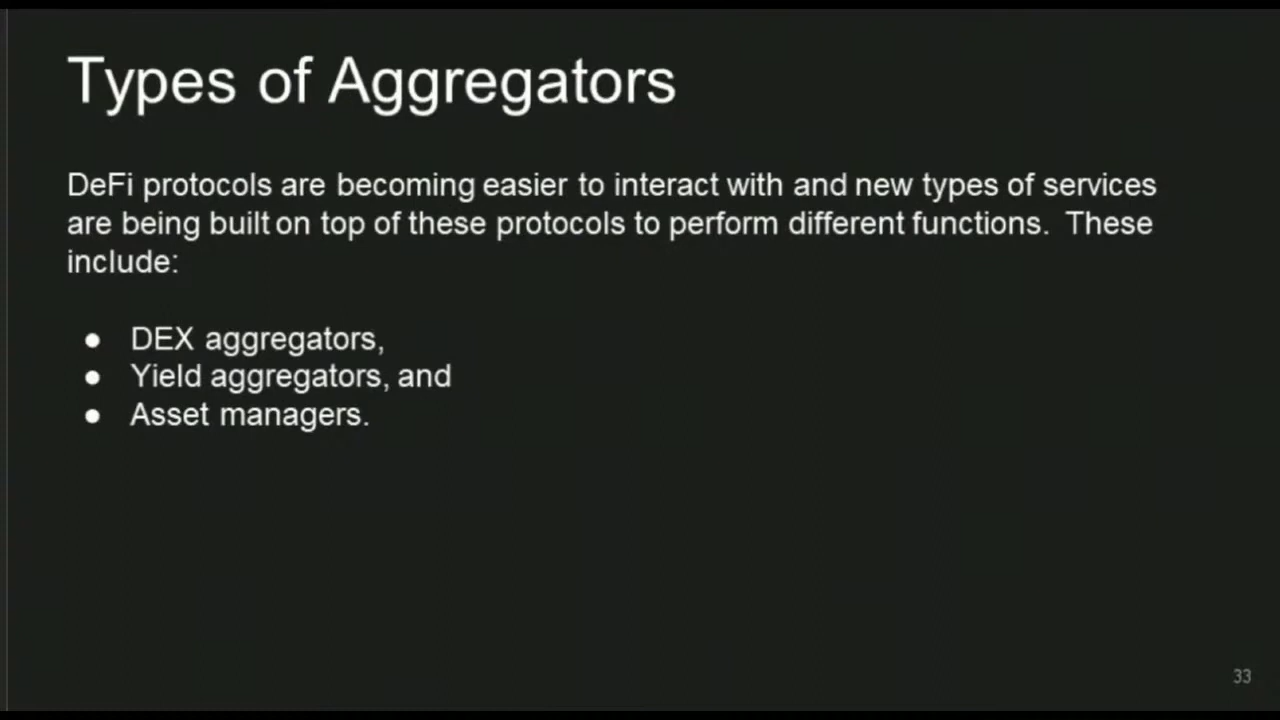 Types of Aggregators
DeFi protocols are becoming easier to interact with and new types of services
are being built on top of these protocols to perform different functions.  These
include:
● DEX aggregators,
● Yield aggregators, and
● Asset managers.
33